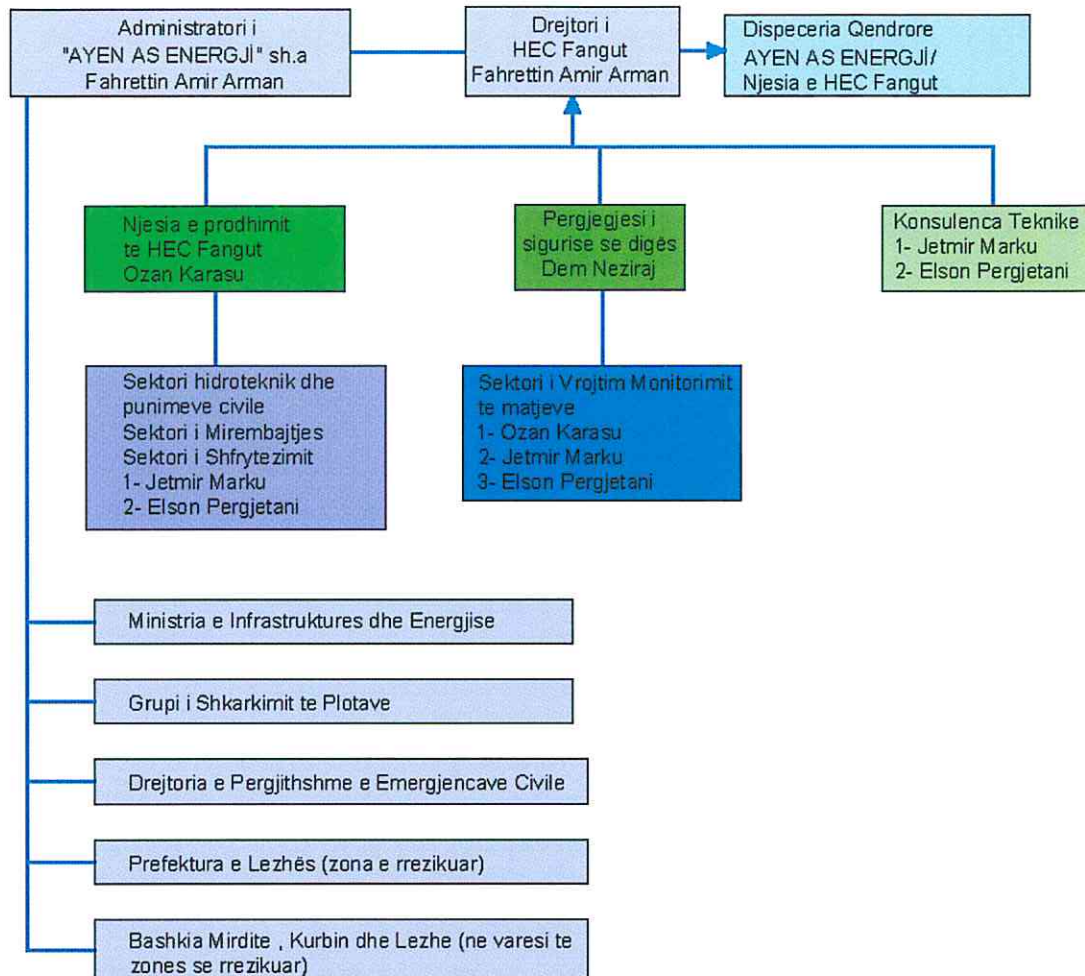 Administratori i
"AYEN AS ENERGJİ" sh.a
Fahrettin Amir Arman
Drejtori i
HEC Fangut
Fahrettin Amir Arman
Dispeceria Qendrore
AYEN AS ENERGJİ/
Njesia e HEC Fangut
Njesia e prodhimit
te HEC Fangut
Ozan Karasu
Pergjegjesi i
sigurise se digës
Dem Neziraj
Konsulenca Teknike
1- Jetmir Marku
2- Elson Pergjetani
Sektori hidroteknik dhe
punimeve civile
Sektori i Mirembajtjes
Sektori i Shfrytezimit
1- Jetmir Marku
2- Elson Pergjetani
Sektori i Vrojtim Monitorimit
te matjeve
1- Ozan Karasu
2- Jetmir Marku
3- Elson Pergjetani
Ministria e Infrastruktures dhe Energjise
Grupi i Shkarkimit te Plotave
Drejtoria e Pergjithshme e Emergjencave Civile
Prefektura e Lezhës (zona e rrezikuar)
Bashkia Mirdite , Kurbin dhe Lezhe (ne varesi te
zones se rrezikuar)